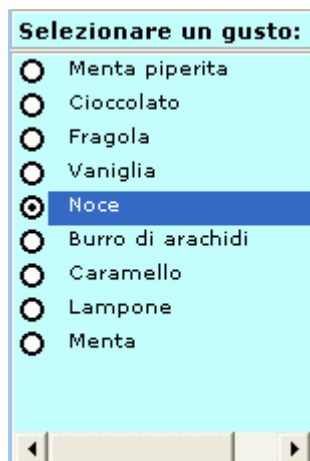 Selezionare un gusto:
Menta piperita
Cioccolato
Fragola
Vaniglia
Noce
Burro di arachidi
Caramello
Lampone
Menta